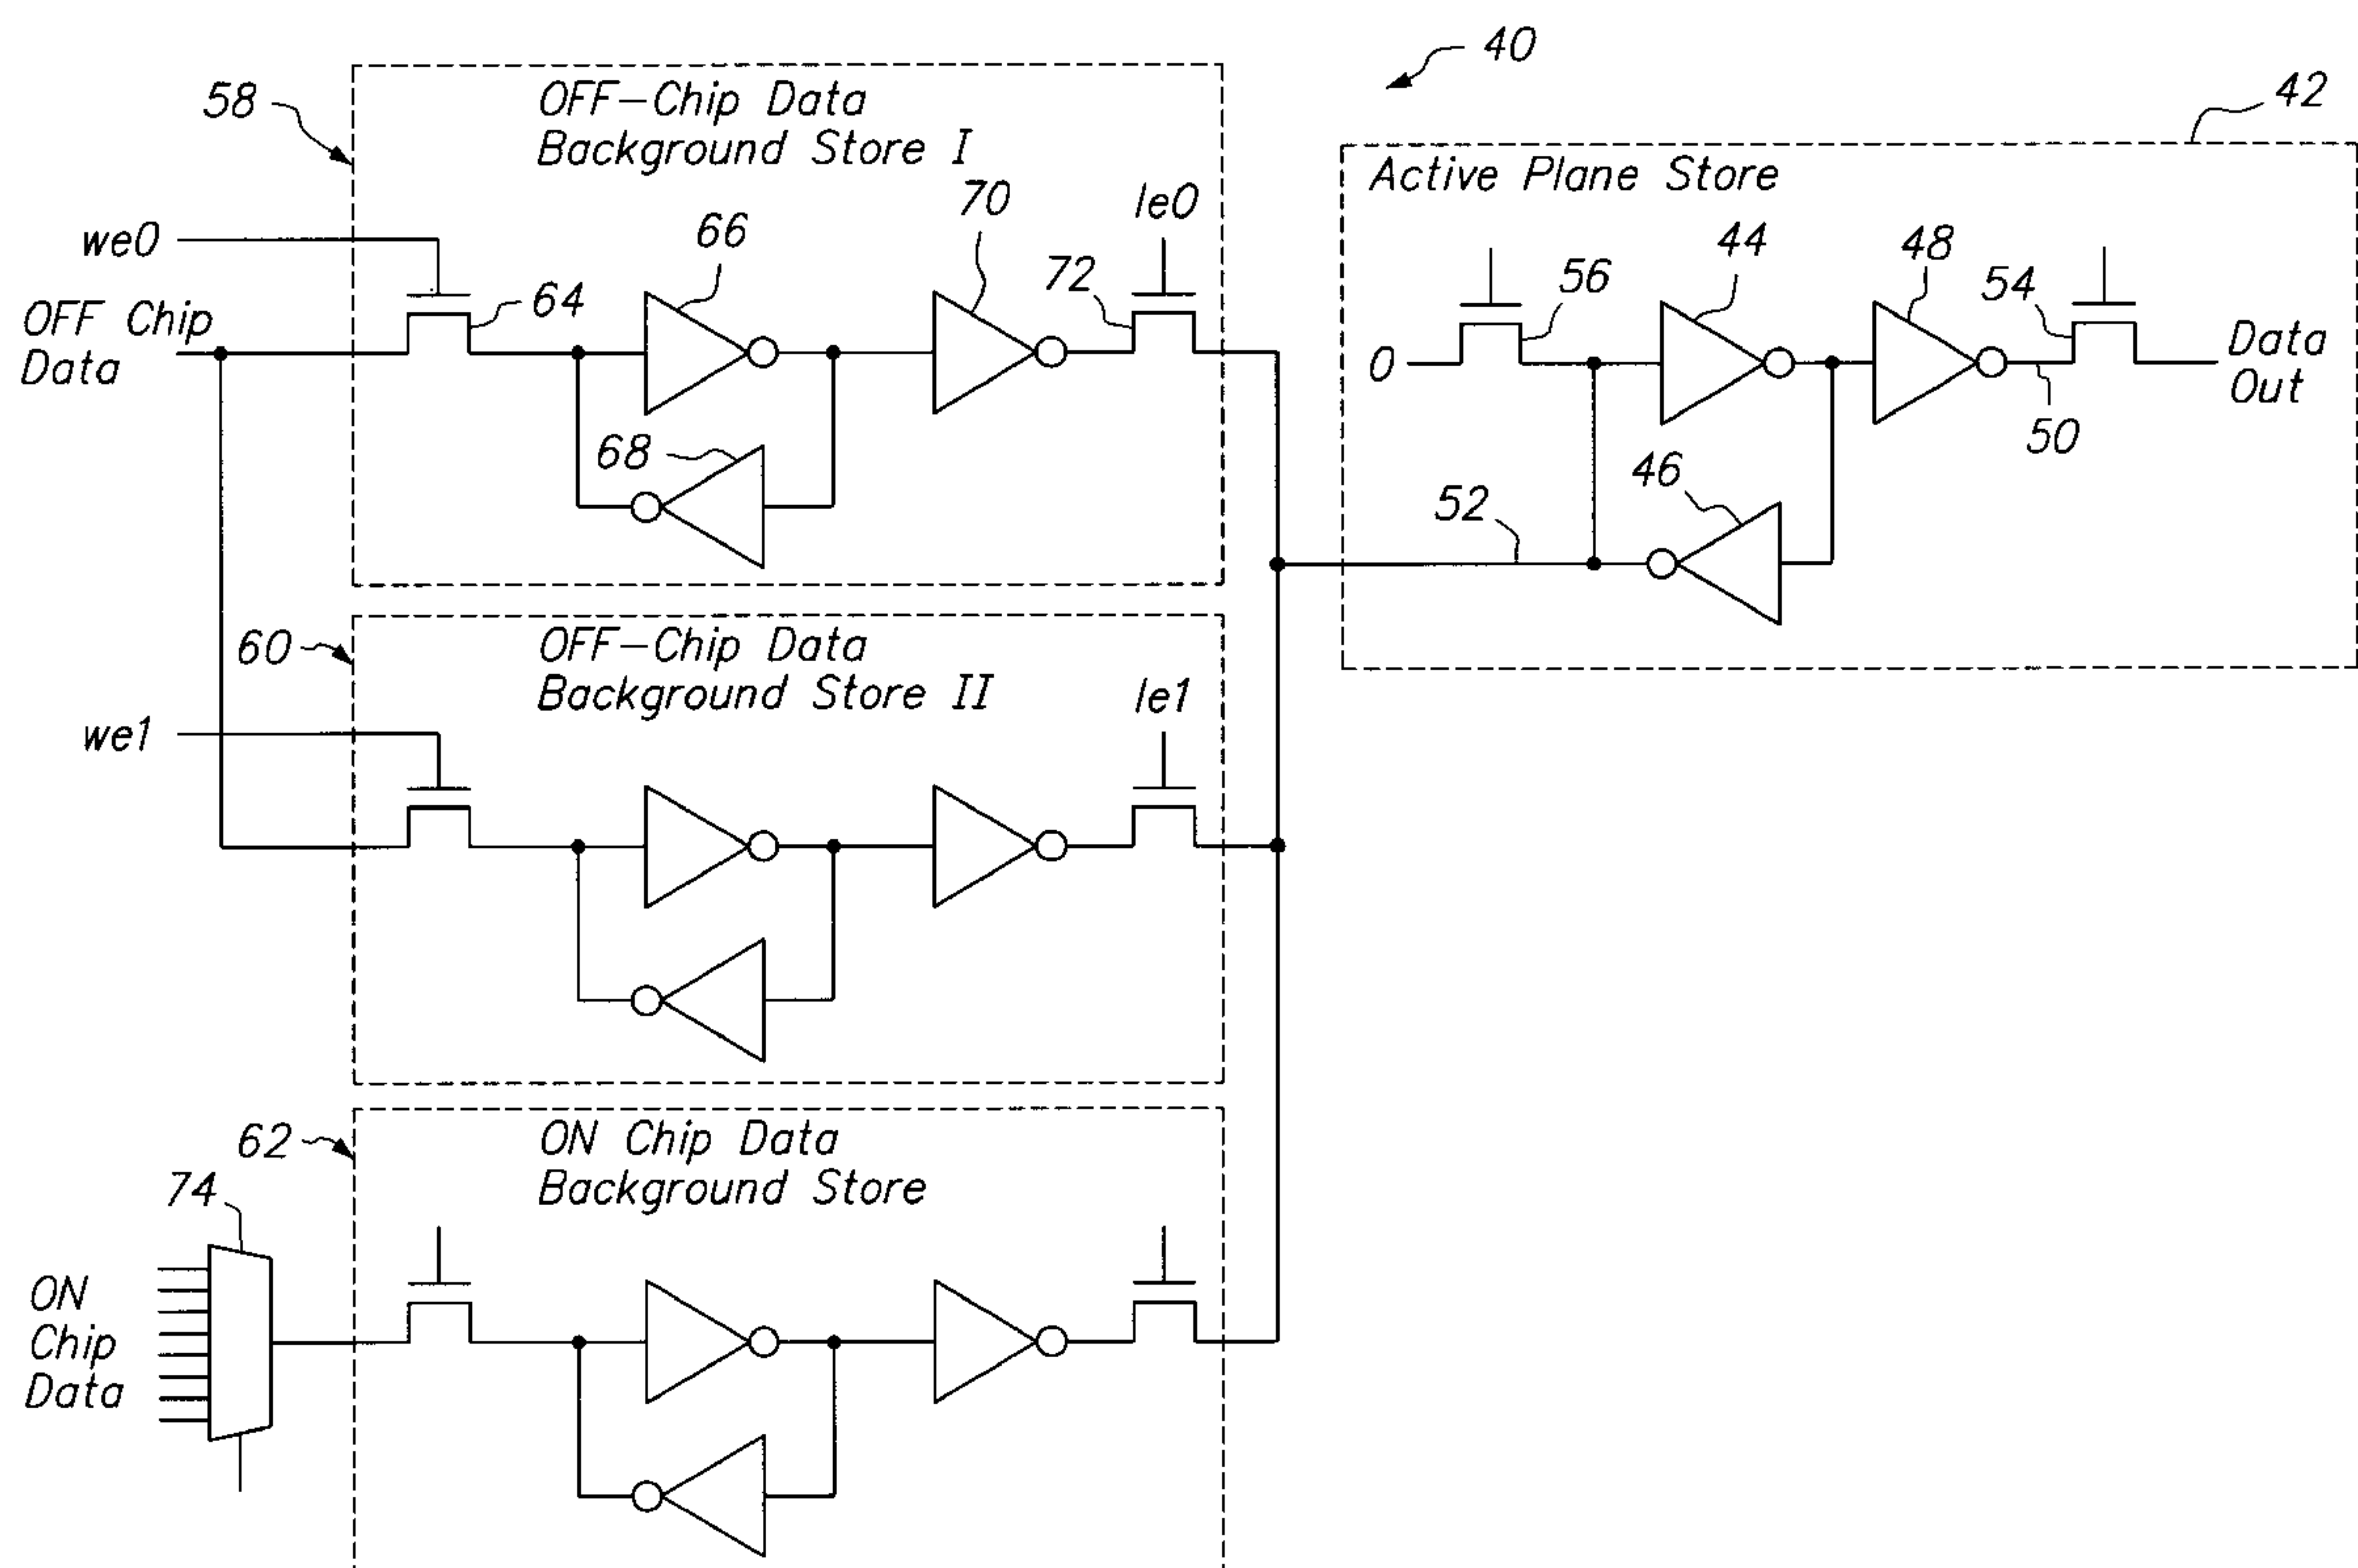 40
58
OFF-Chip Data
Background Store I
42
Active Plane Store
we0
66
70
le0
OFF Chip
Data
64
72
56
44
48
54
0
Data
Out
50
68
46
52
60
OFF-Chip Data
Background Store II
we1
le1
62
ON Chip Data
Background Store
74
ON
Chip
Data